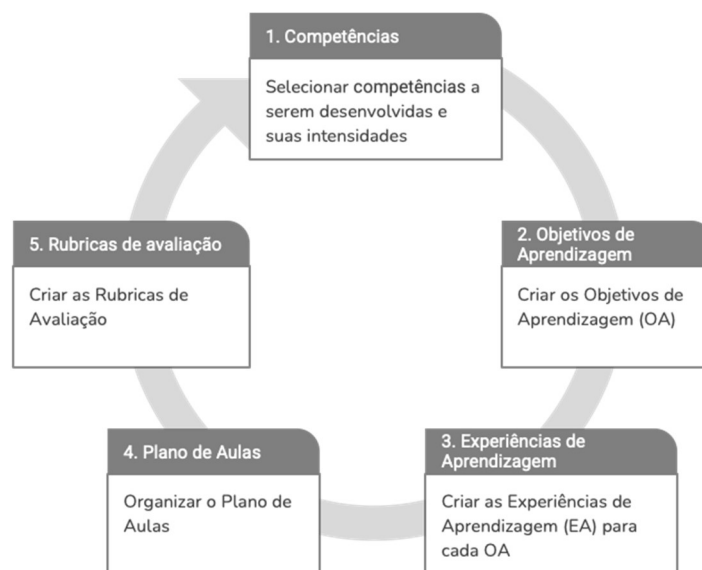 1. Competências
Selecionar competências a
serem desenvolvidas e
suas intensidades
2. Objetivos de
Aprendizagem
Criar os Objetivos de
Aprendizagem (OA)
3. Experiências de
Aprendizagem
Criar as Experiências de
Aprendizagem (EA) para
cada OA
4. Plano de Aulas
Organizar o Plano de
Aulas
5. Rubricas de avaliação
Criar as Rubricas de
Avaliação